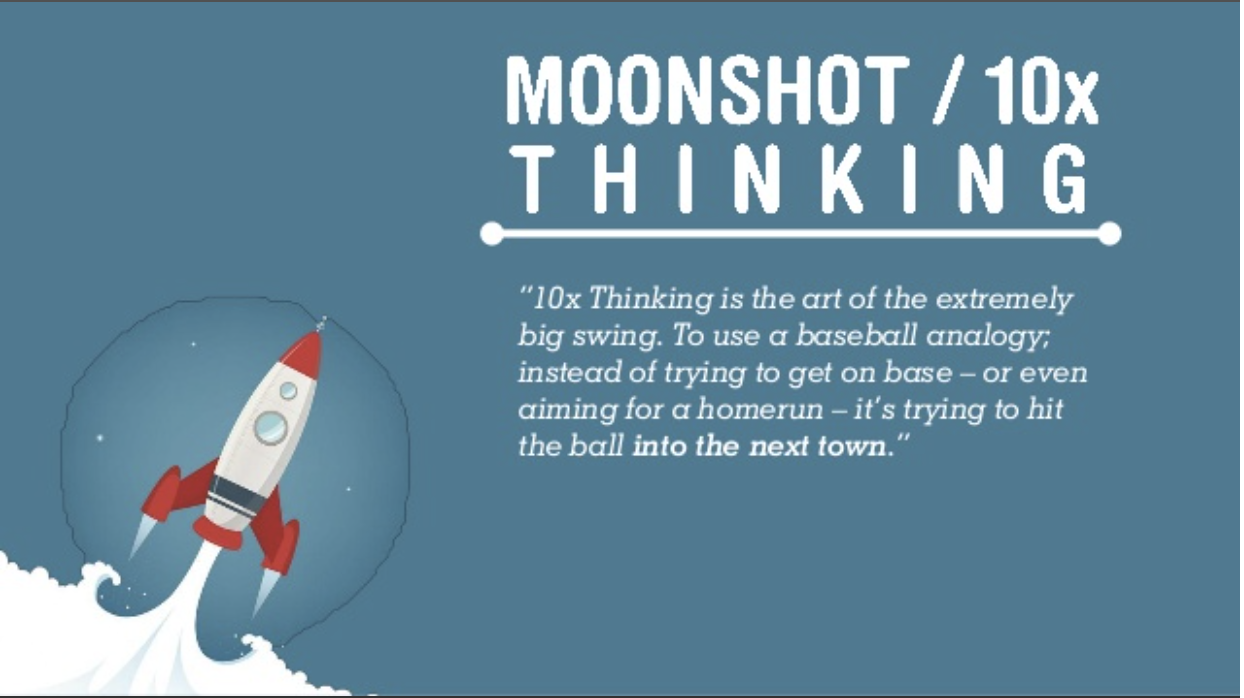 MOONSHOT / 10x
THINKING
“10x Thinking is the art of the extremely
big swing. To use a baseball analogy;
instead of trying to get on base – or even
aiming for a homerun – it’s trying to hit
the ball into the next town.”